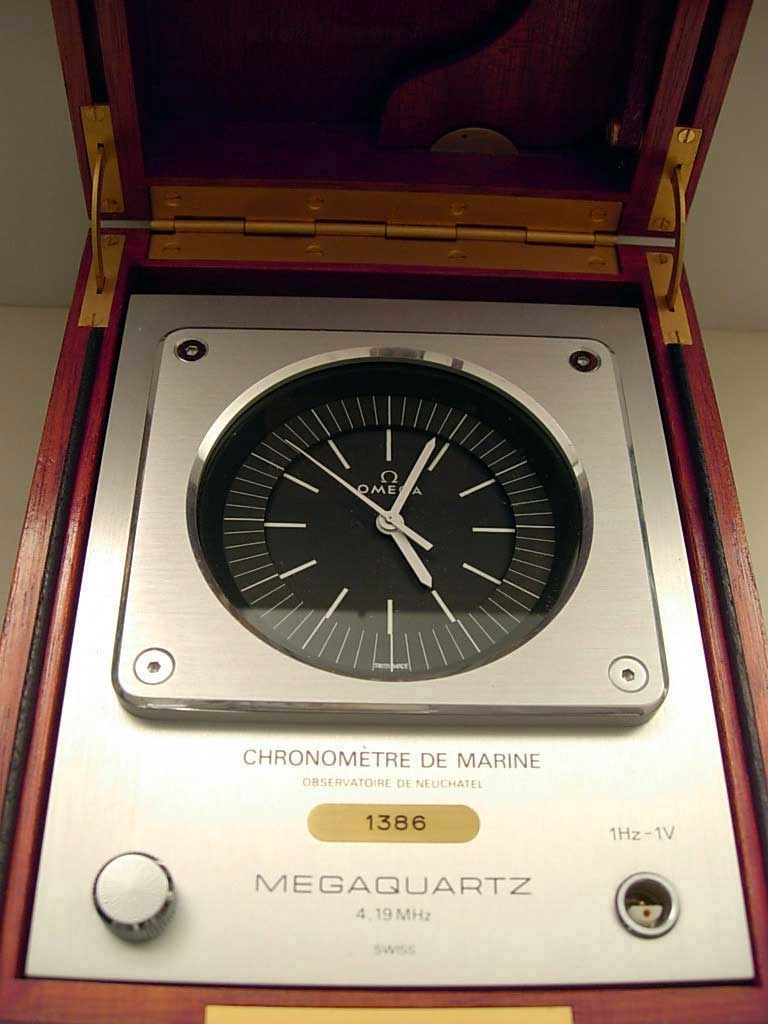 Ω
OMEGA
SWISS MADE
CHRONOMÈTRE DE MARINE
OBSERVATOIRE DE NEUCHATEL
1386
1Hz-1V
MEGAQUARTZ
4,19 MHz
SWISS